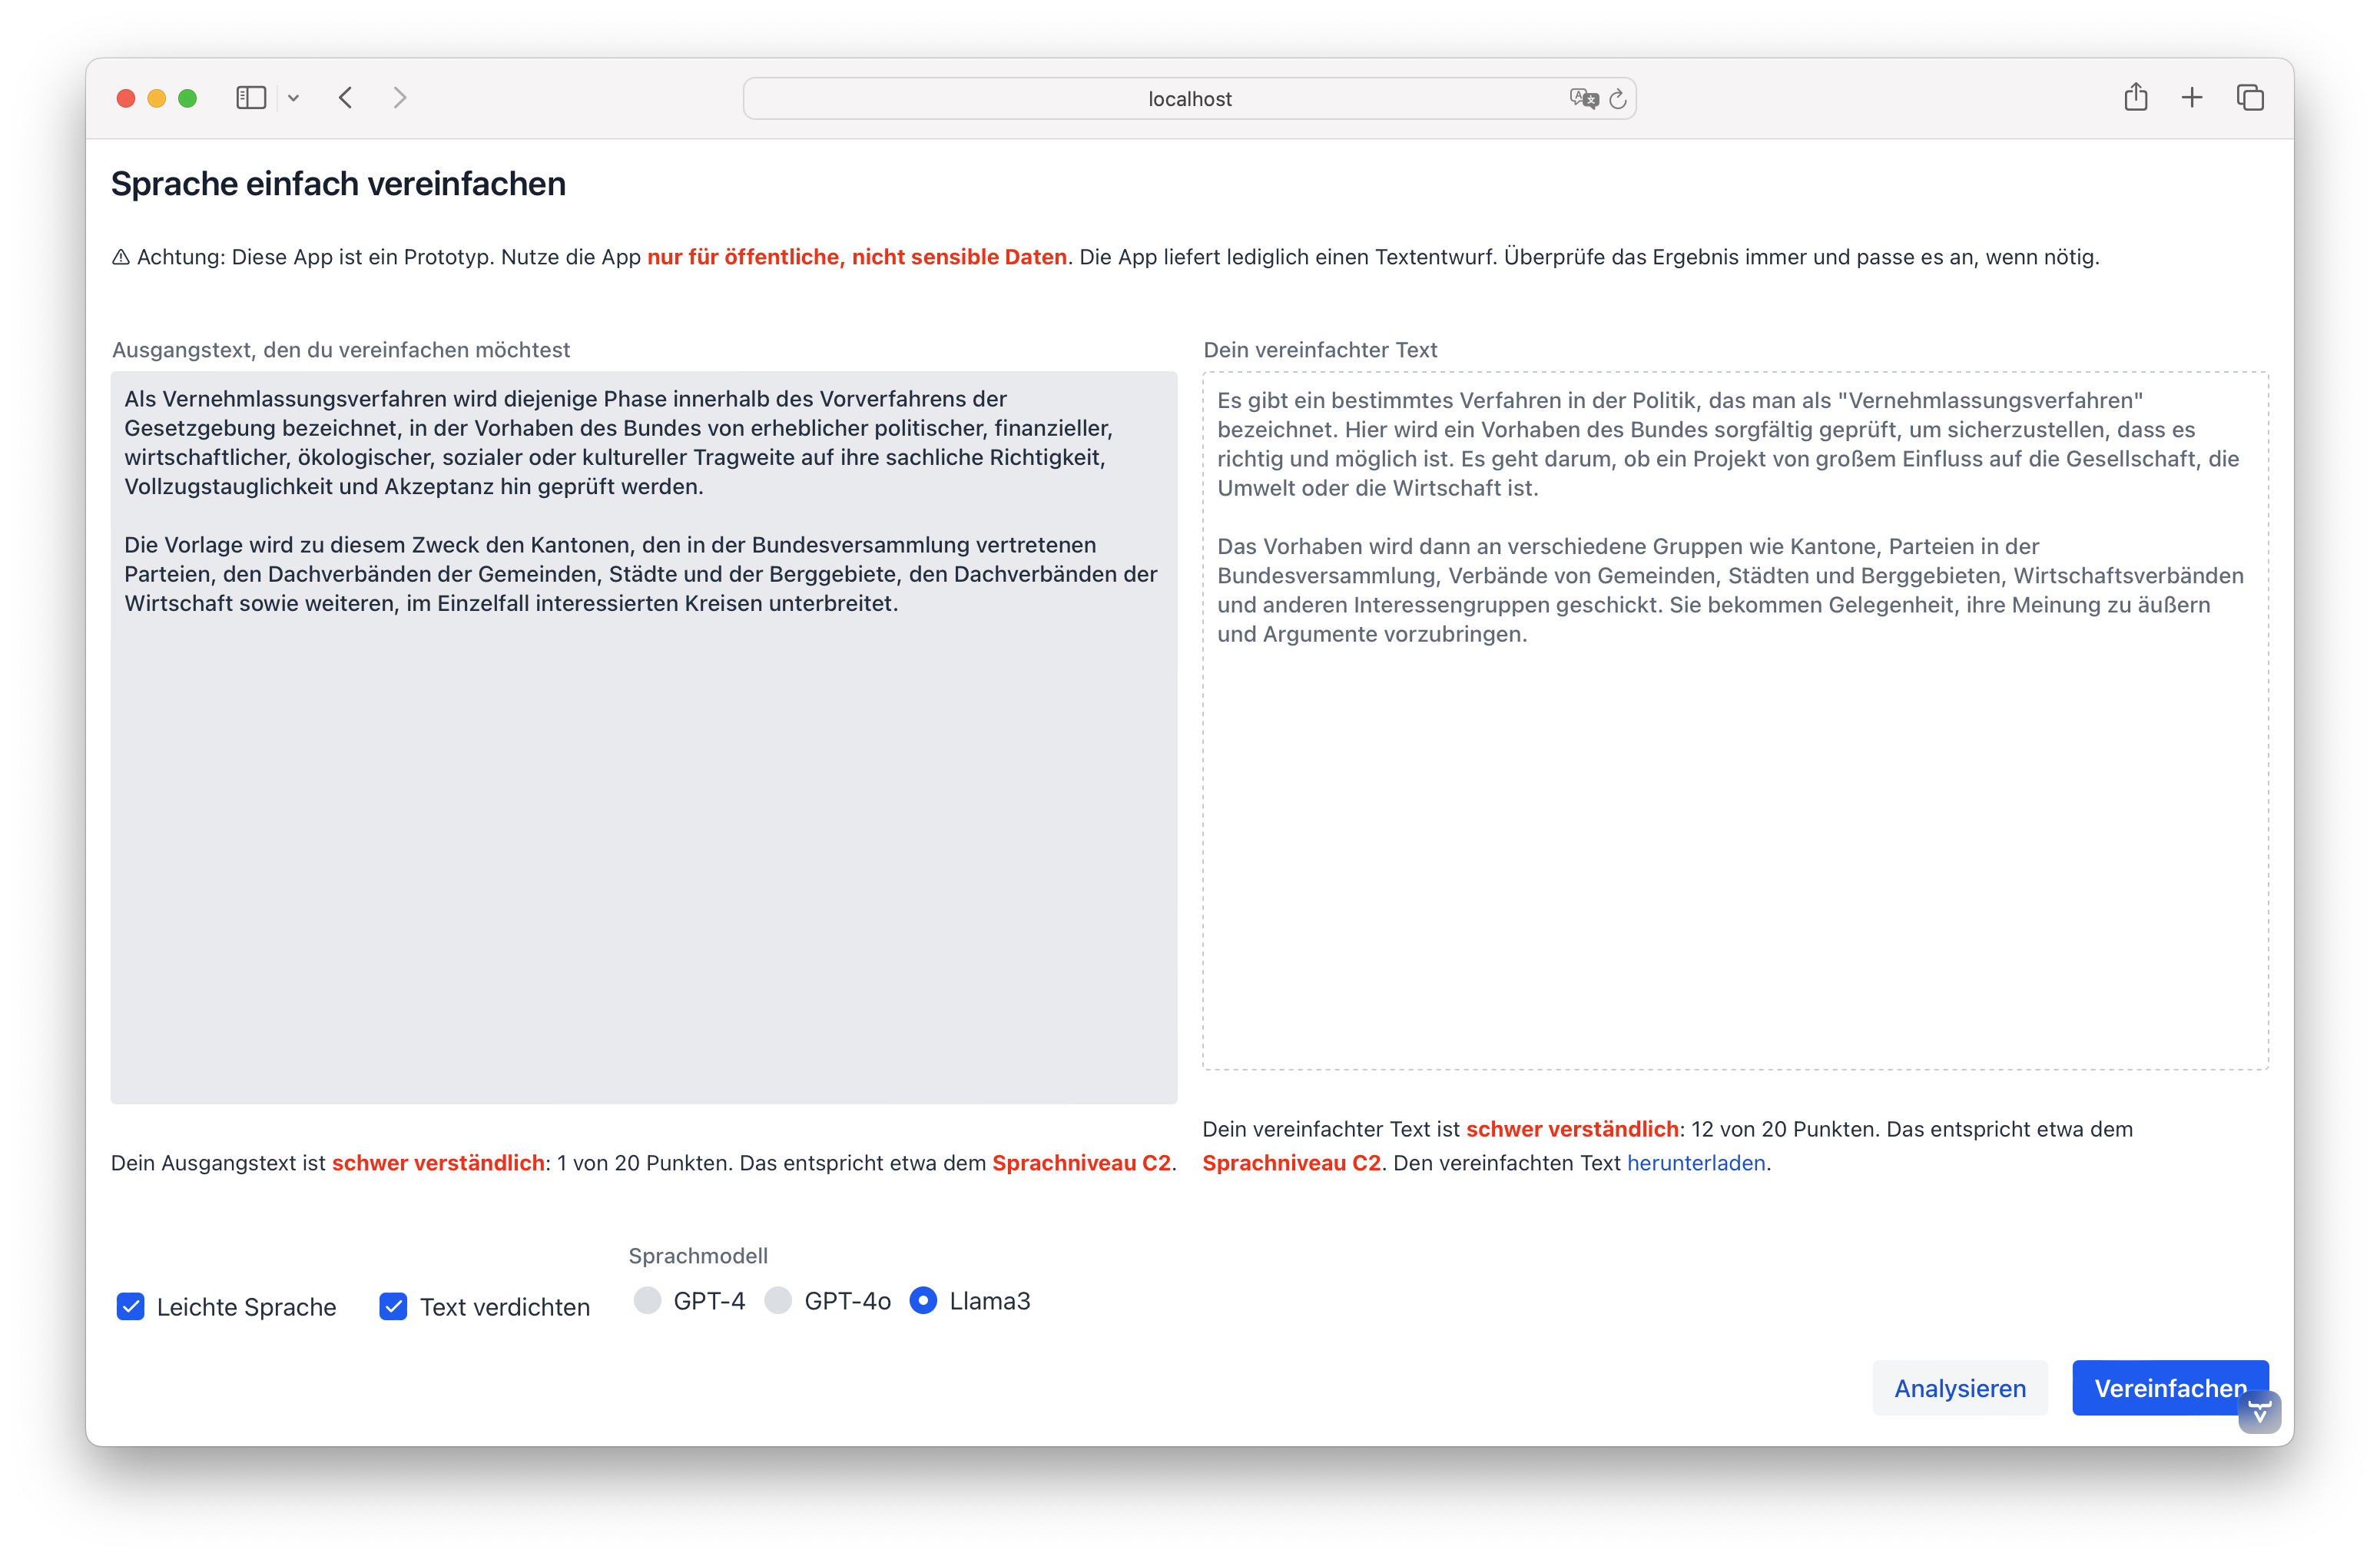 localhost
Sprache einfach vereinfachen
⚠ Achtung: Diese App ist ein Prototyp. Nutze die App nur für öffentliche, nicht sensible Daten. Die App liefert lediglich einen Textentwurf. Überprüfe das Ergebnis immer und passe es an, wenn nötig.
Ausgangstext, den du vereinfachen möchtest
Als Vernehmlassungsverfahren wird diejenige Phase innerhalb des Vorverfahrens der
Gesetzgebung bezeichnet, in der Vorhaben des Bundes von erheblicher politischer, finanzieller,
wirtschaftlicher, ökologischer, sozialer oder kultureller Tragweite auf ihre sachliche Richtigkeit,
Vollzugstauglichkeit und Akzeptanz hin geprüft werden.
Die Vorlage wird zu diesem Zweck den Kantonen, den in der Bundesversammlung vertretenen
Parteien, den Dachverbänden der Gemeinden, Städte und der Berggebiete, den Dachverbänden der
Wirtschaft sowie weiteren, im Einzelfall interessierten Kreisen unterbreitet.
Dein Ausgangstext ist schwer verständlich: 1 von 20 Punkten. Das entspricht etwa dem Sprachniveau C2.
Dein vereinfachter Text
Es gibt ein bestimmtes Verfahren in der Politik, das man als "Vernehmlassungsverfahren"
bezeichnet. Hier wird ein Vorhaben des Bundes sorgfältig geprüft, um sicherzustellen, dass es
richtig und möglich ist. Es geht darum, ob ein Projekt von großem Einfluss auf die Gesellschaft, die
Umwelt oder die Wirtschaft ist.
Das Vorhaben wird dann an verschiedene Gruppen wie Kantone, Parteien in der
Bundesversammlung, Verbände von Gemeinden, Städten und Berggebieten, Wirtschaftsverbänden
und anderen Interessengruppen geschickt. Sie bekommen Gelegenheit, ihre Meinung zu äußern
und Argumente vorzubringen.
Dein vereinfachter Text ist schwer verständlich: 12 von 20 Punkten. Das entspricht etwa dem
Sprachniveau C2. Den vereinfachten Text herunterladen.
Leichte Sprache
Text verdichten
Sprachmodell
GPT-4
GPT-4o
Llama3
Analysieren
Vereinfachen